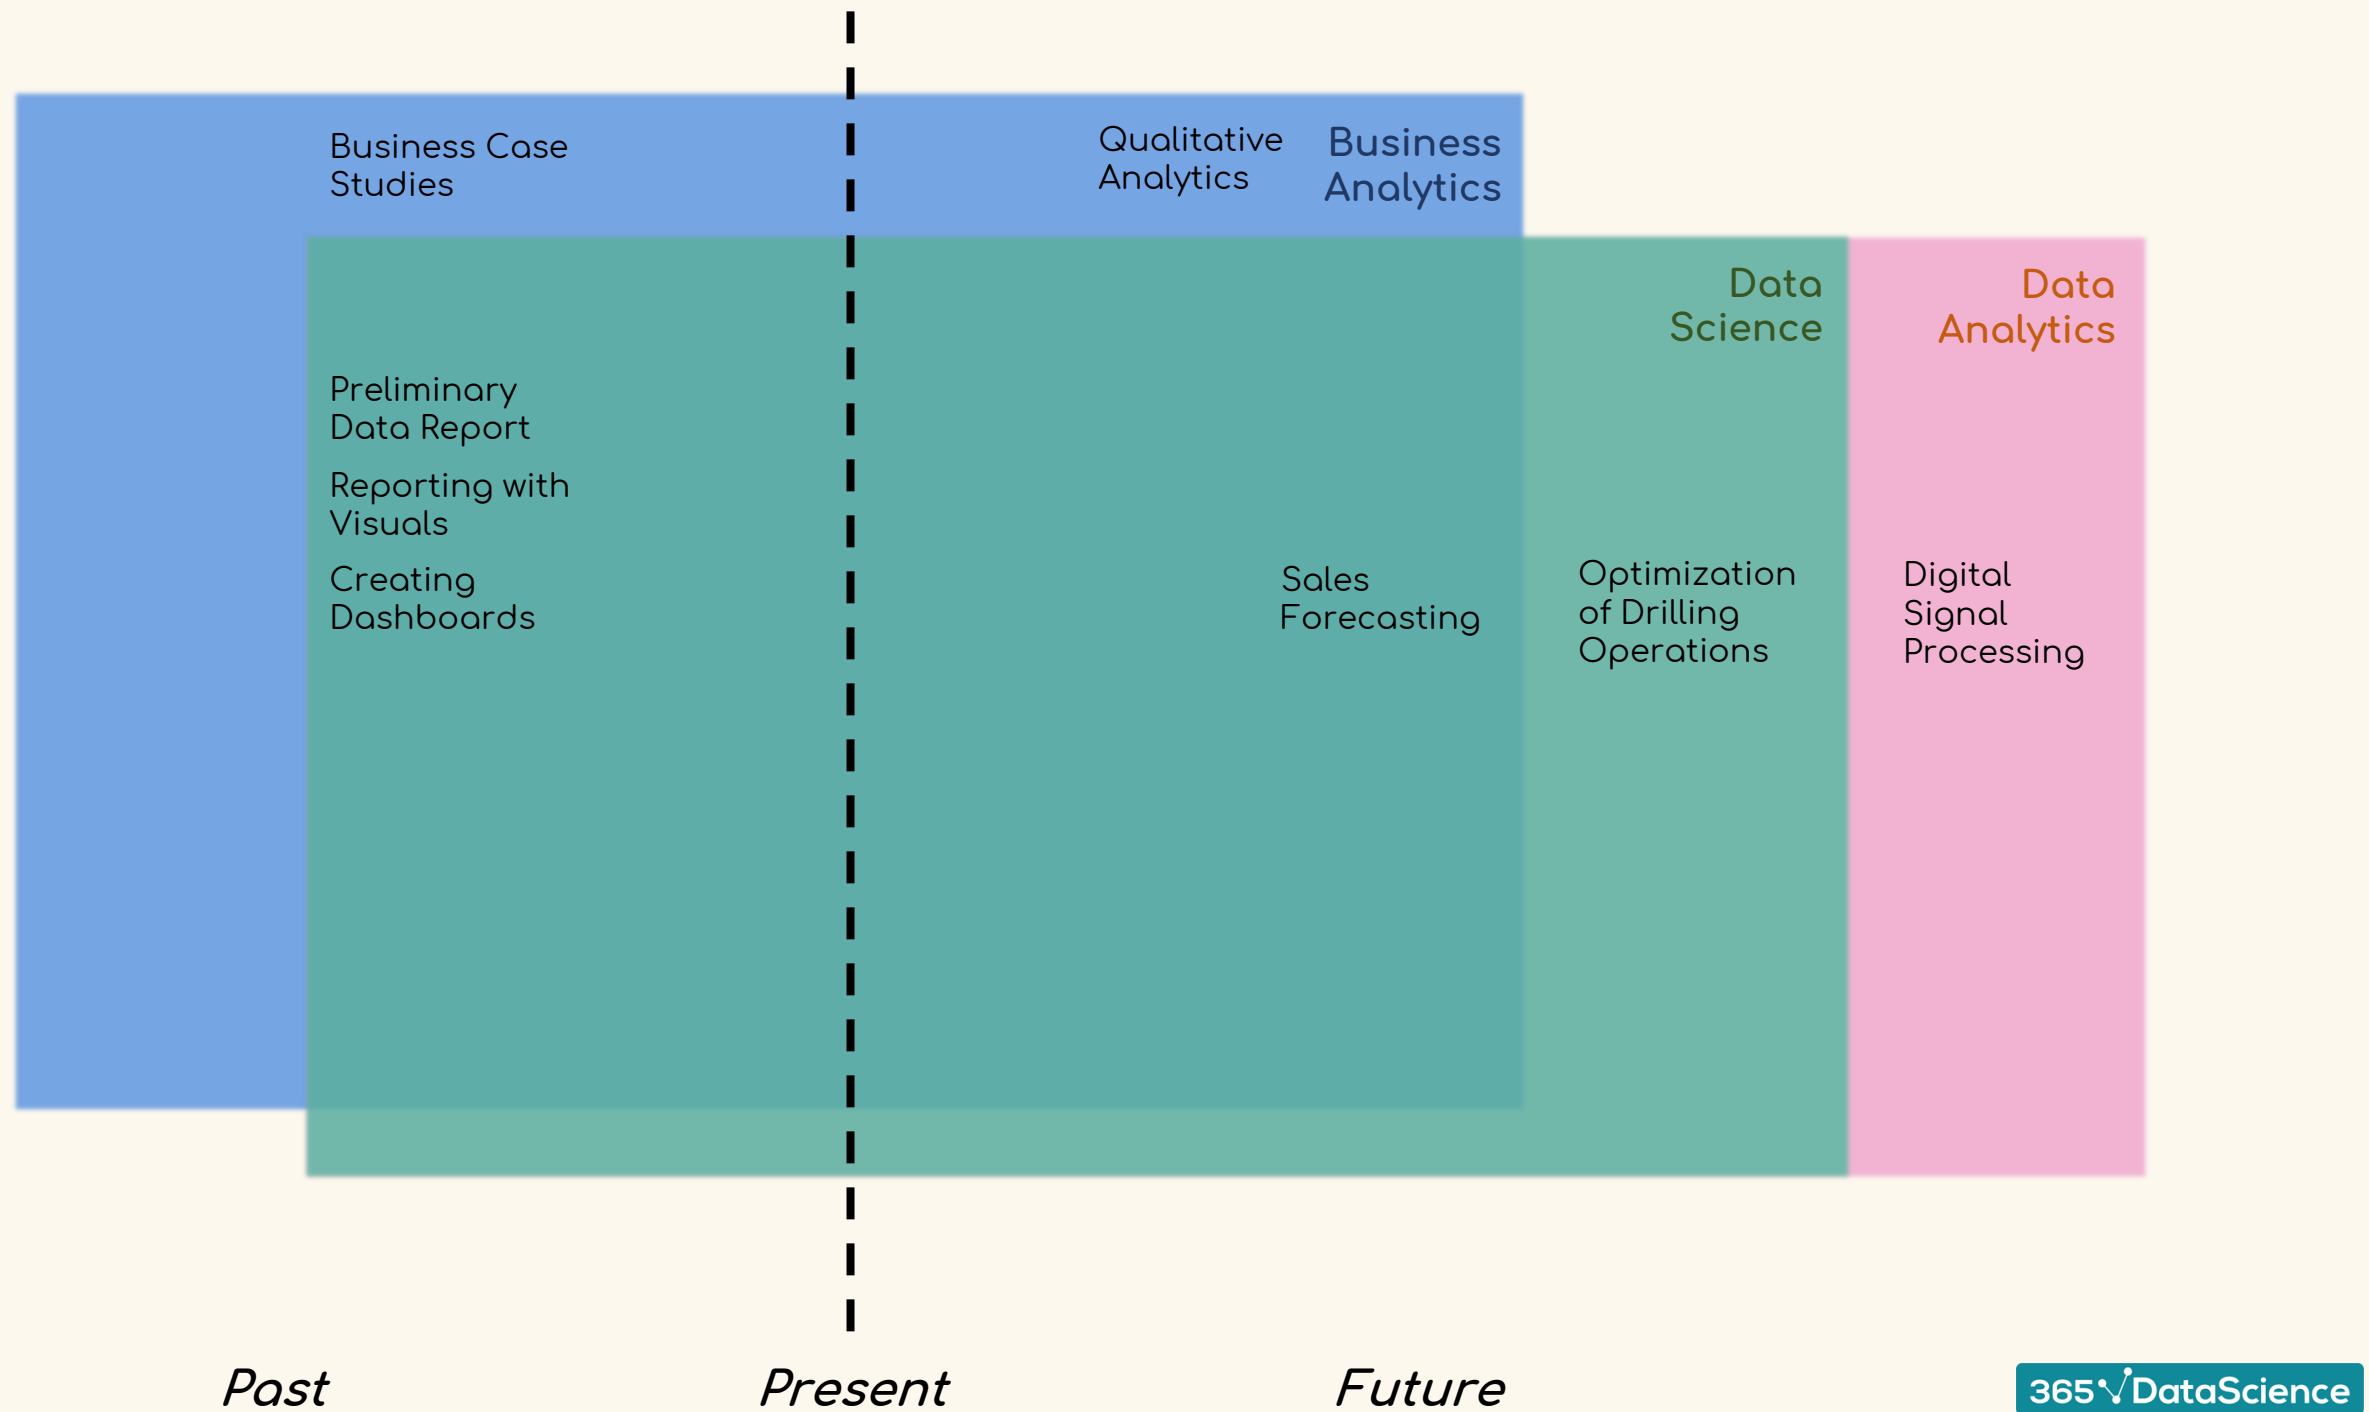 Business Case
Studies
Qualitative
Analytics
Business
Analytics
Data
Science
Data
Analytics
Preliminary
Data Report
Reporting with
Visuals
Creating
Dashboards
Sales
Forecasting
Optimization
of Drilling
Operations
Digital
Signal
Processing
Past
Present
Future
365 DataScience